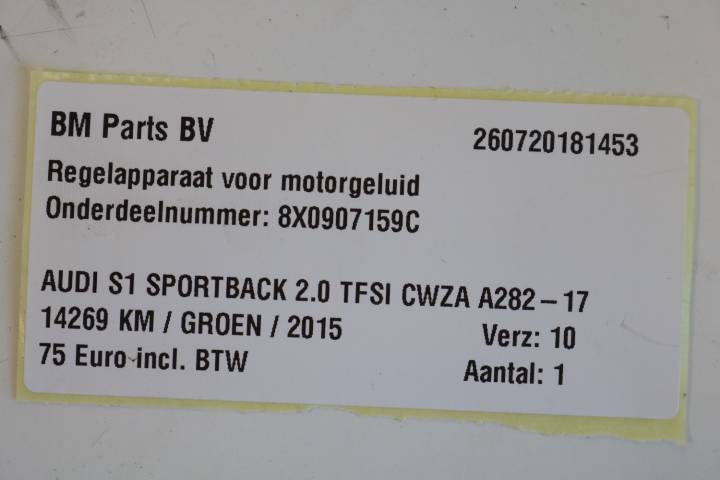 BM Parts BV 260720181453
Regelapparaat voor motorgeluid
Onderdeelnummer: 8X0907159C
AUDI S1 SPORTBACK 2.0 TFSI CWZA A282-17
14269 KM / GROEN / 2015 Verz: 10
75 Euro incl. BTW Aantal: 1